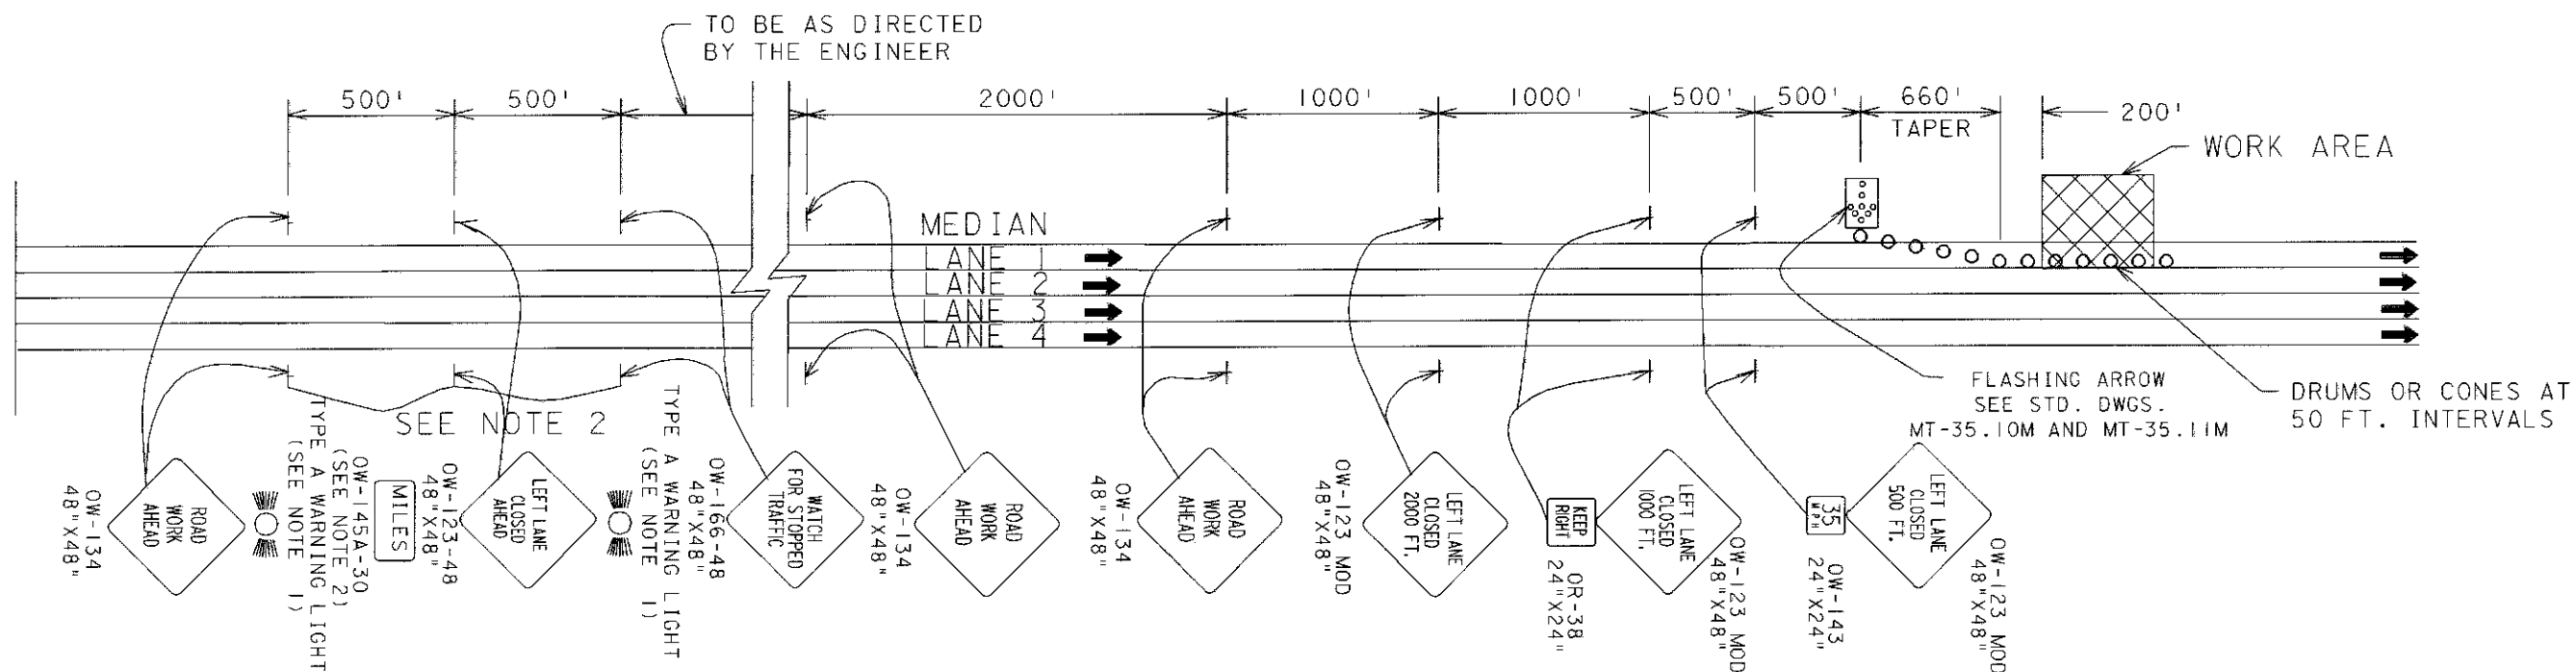 TO BE AS DIRECTED
BY THE ENGINEER
500'
500'
2000'
1000'
1000'
500'
500'
660'
TAPER
200'
WORK AREA
MEDIAN
LANE 1
LANE 2
LANE 3
LANE 4
FLASHING ARROW
SEE STD. DWGS.
MT-35.10M AND MT-35.11M
DRUMS OR CONES AT
50 FT. INTERVALS
SEE NOTE 2
OW-134
48"X48"
ROAD
WORK
AHEAD
TYPE A WARNING LIGHT
(SEE NOTE 1)
OW-145A-30
(SEE NOTE 2)
MILES
OW-123-48
48"X48"
LEFT LANE
CLOSED
AHEAD
TYPE A WARNING LIGHT
(SEE NOTE 1)
OW-166-48
48"X48"
WATCH
FOR STOPPED
TRAFFIC
OW-134
48"X48"
ROAD
WORK
AHEAD
OW-134
48"X48"
ROAD
WORK
AHEAD
OW-123 MOD
48"X48"
LEFT LANE
CLOSED
2000 FT.
KEEP
RIGHT
OR-38
24"X24"
LEFT LANE
CLOSED
1000 FT.
OW-123 MOD
48"X48"
35
MPH
OW-143
24"X24"
LEFT LANE
CLOSED
500 FT.
OW-123 MOD
48"X48"